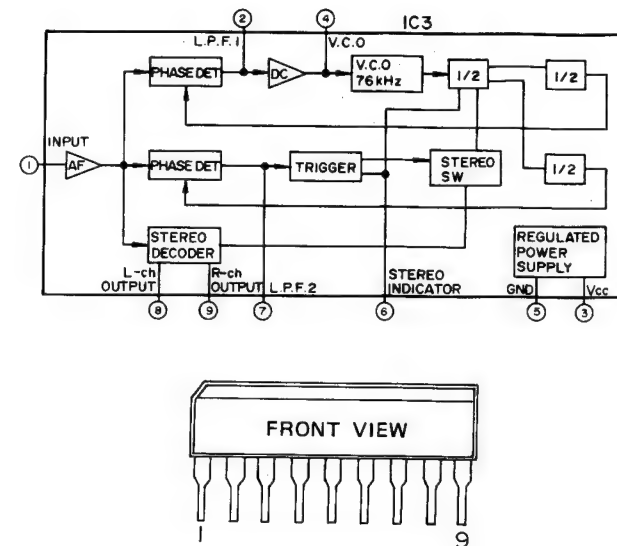 ② ④ IC3
L.P.F.1 V.C.O
PHASE DET DC V.C.O 76kHz 1/2 1/2
INPUT
① AF PHASE DET TRIGGER STEREO SW 1/2
STEREO DECODER
REGULATED POWER SUPPLY
L-ch OUTPUT R-ch OUTPUT L.P.F.2 STEREO INDICATOR GND Vcc
⑧ ⑨ ⑦ ⑥ ⑤ ③
FRONT VIEW
1 9